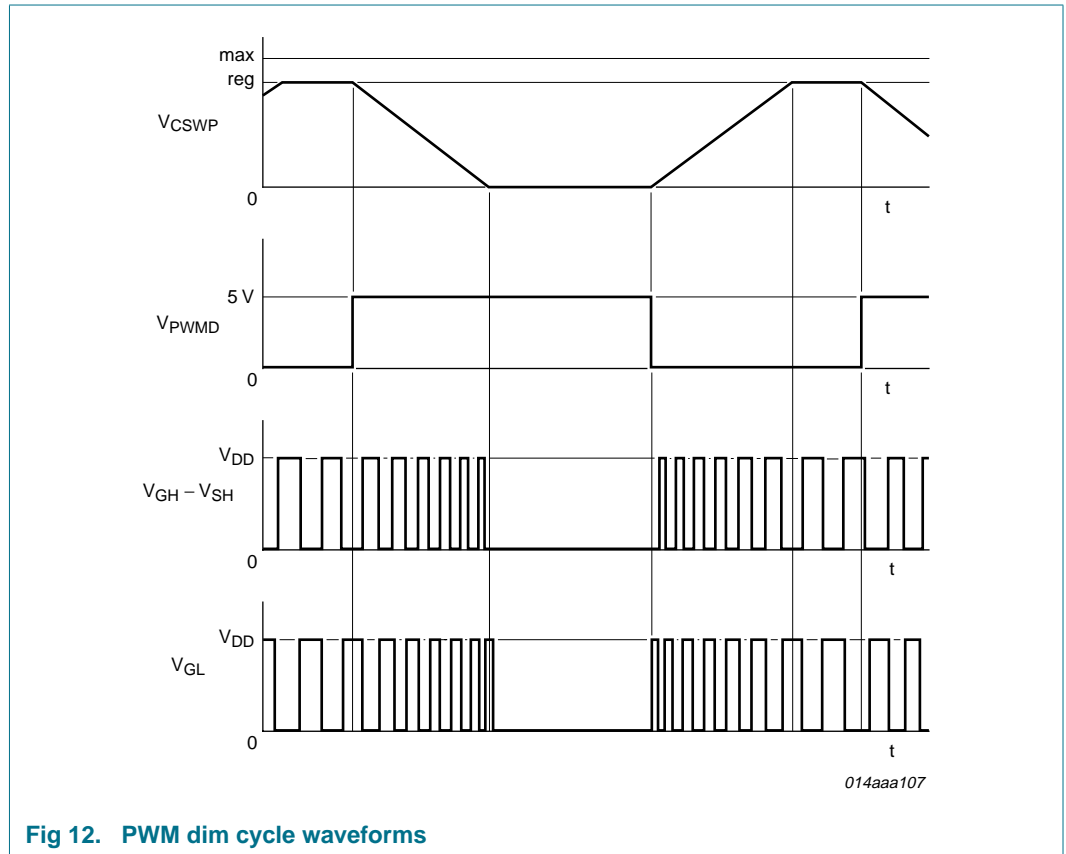 max
reg
VCSWP
0
t
5 V
VPWMD
0
t
VDD
VGH − VSH
0
t
VDD
VGL
0
t
014aaa107
Fig 12. PWM dim cycle waveforms